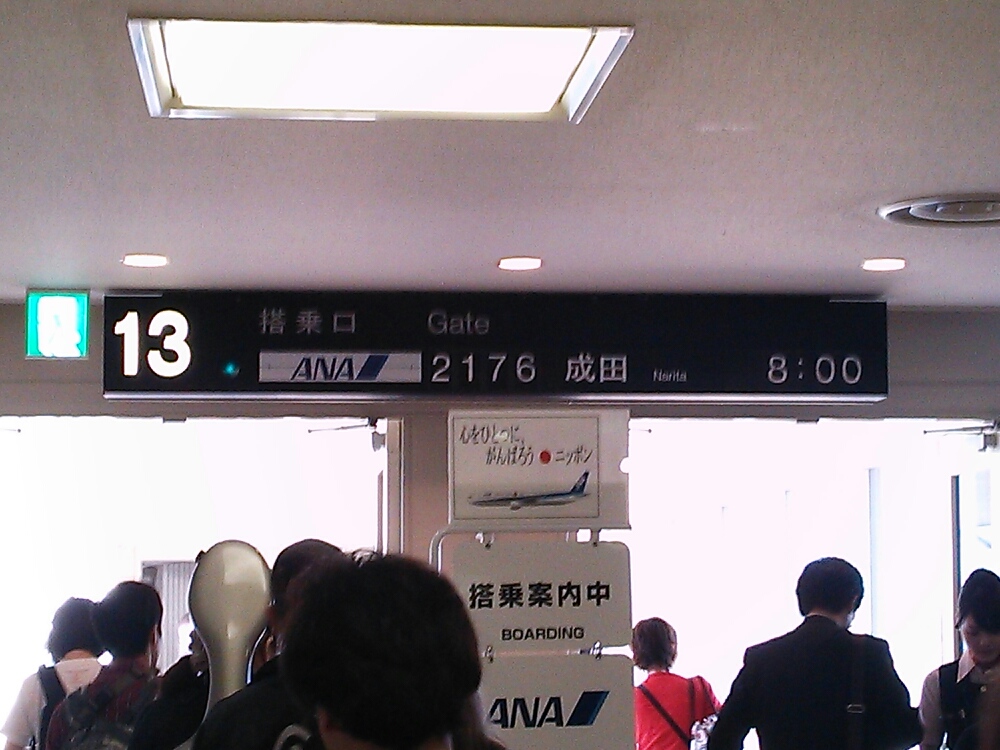 13 搭乗口 Gate
ANA 2176 成田 Narita 8:00
心をひとつに、
がんばろう ニッポン
搭乗案内中
BOARDING
ANA